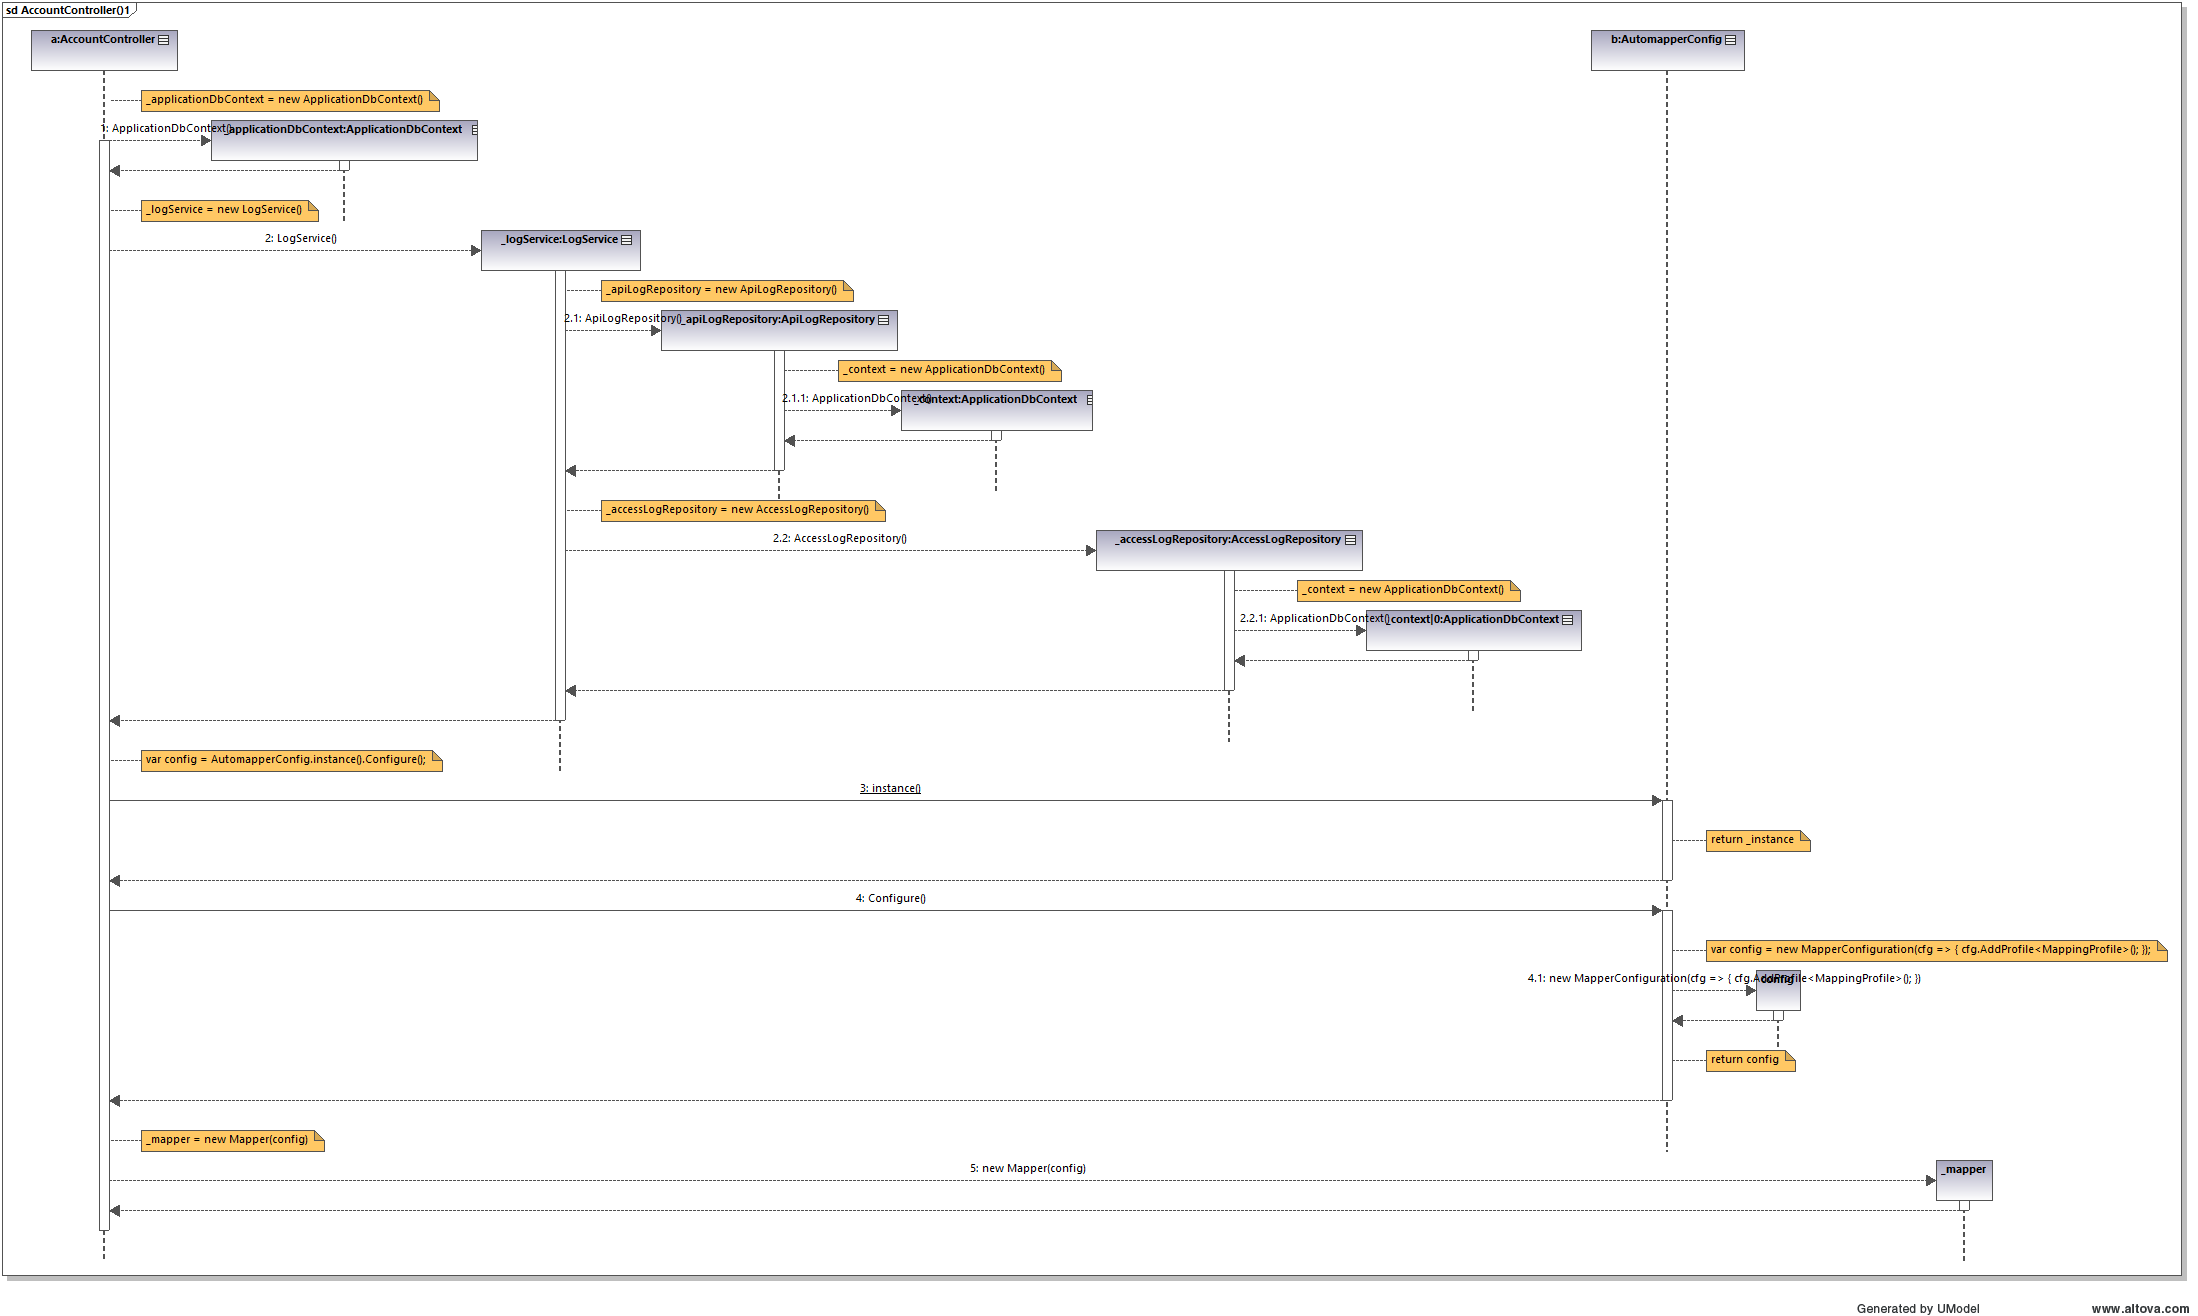 sd AccountController()1
a:AccountController
b:AutomapperConfig
_applicationDbContext = new ApplicationDbContext()
1: ApplicationDbContext()
_applicationDbContext:ApplicationDbContext
_logService = new LogService()
2: LogService()
_logService:LogService
_apiLogRepository = new ApiLogRepository()
2.1: ApiLogRepository()
_apiLogRepository:ApiLogRepository
_context = new ApplicationDbContext()
2.1.1: ApplicationDbContext()
_context:ApplicationDbContext
_accessLogRepository = new AccessLogRepository()
2.2: AccessLogRepository()
_accessLogRepository:AccessLogRepository
_context = new ApplicationDbContext()
2.2.1: ApplicationDbContext()
_context|0:ApplicationDbContext
var config = AutomapperConfig.instance().Configure();
3: instance()
return _instance
4: Configure()
var config = new MapperConfiguration(cfg => { cfg.AddProfile<MappingProfile>(); });
4.1: new MapperConfiguration(cfg => { cfg.AddProfile<MappingProfile>(); })
config
return config
_mapper = new Mapper(config)
5: new Mapper(config)
_mapper
Generated by UModel
www.altova.com